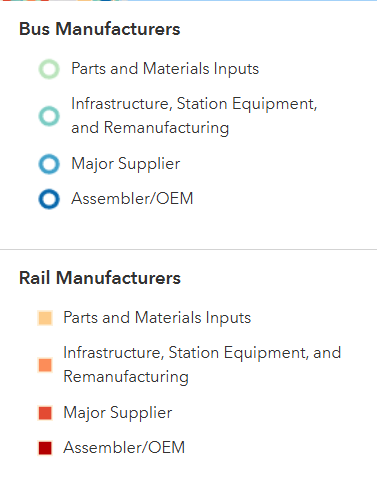 Bus Manufacturers
Parts and Materials Inputs
Infrastructure, Station Equipment,
and Remanufacturing
Major Supplier
Assembler/OEM
Rail Manufacturers
Parts and Materials Inputs
Infrastructure, Station Equipment, and
Remanufacturing
Major Supplier
Assembler/OEM